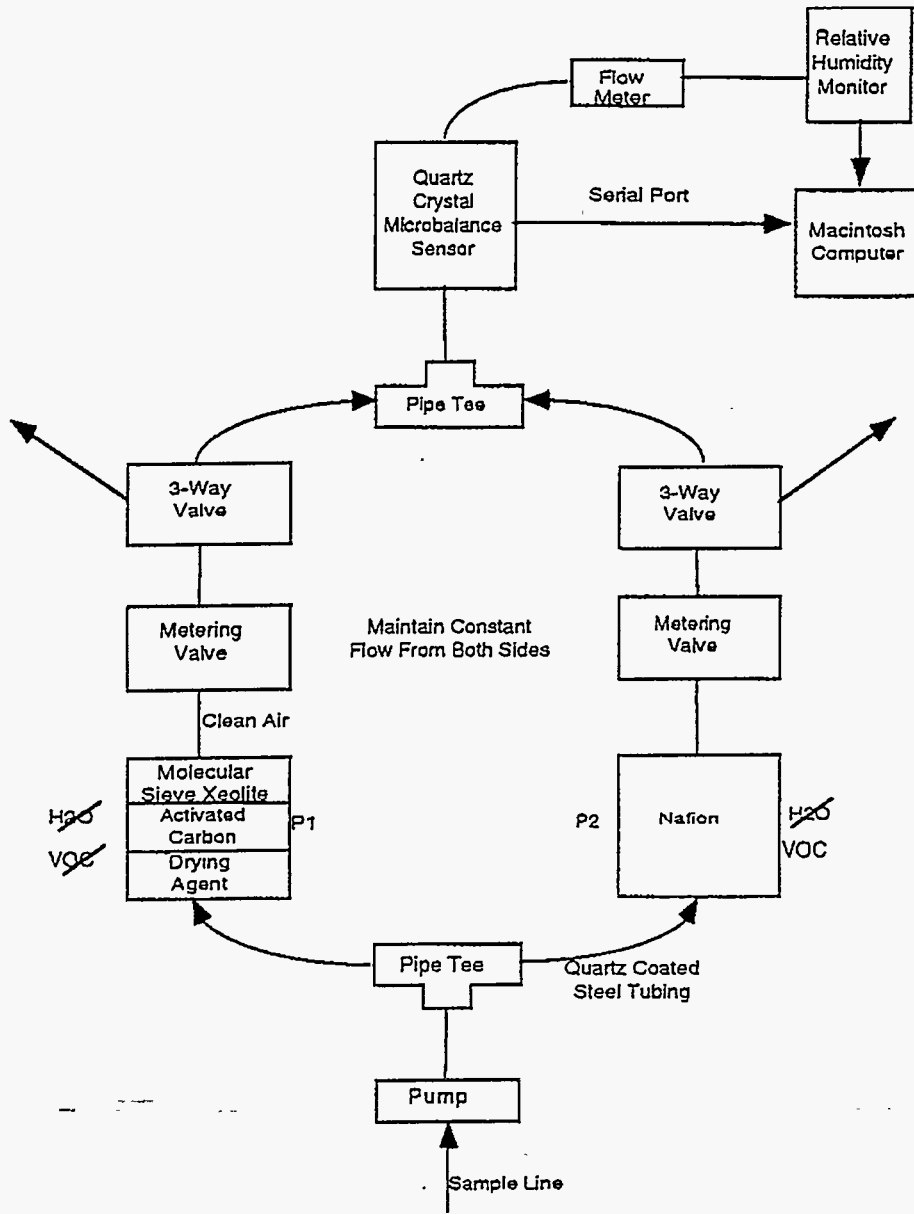 Relative
Humidity
Monitor
Flow
Meter
Quartz
Crystal
Microbalance
Sensor
Serial Port
Macintosh
Computer
Pipe Tee
3-Way
Valve
3-Way
Valve
Metering
Valve
Maintain Constant
Flow From Both Sides
Metering
Valve
Clean Air
Molecular
Sieve Xeolite
H2O
Activated
Carbon
P1
VOC
Drying
Agent
P2
Nafion
H2O
VOC
Pipe Tee
Quartz Coated
Steel Tubing
Pump
Sample Line